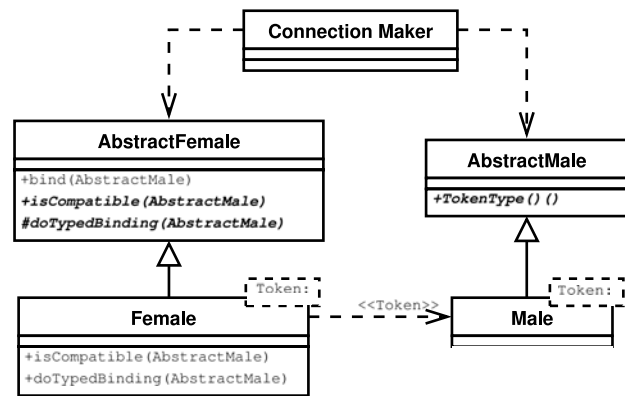 Connection Maker
AbstractFemale
+bind(AbstractMale)
+isCompatible(AbstractMale)
#doTypedBinding(AbstractMale)
AbstractMale
+TokenType()()
Token:
Female
+isCompatible(AbstractMale)
+doTypedBinding(AbstractMale)
<<Token>>
Token:
Male